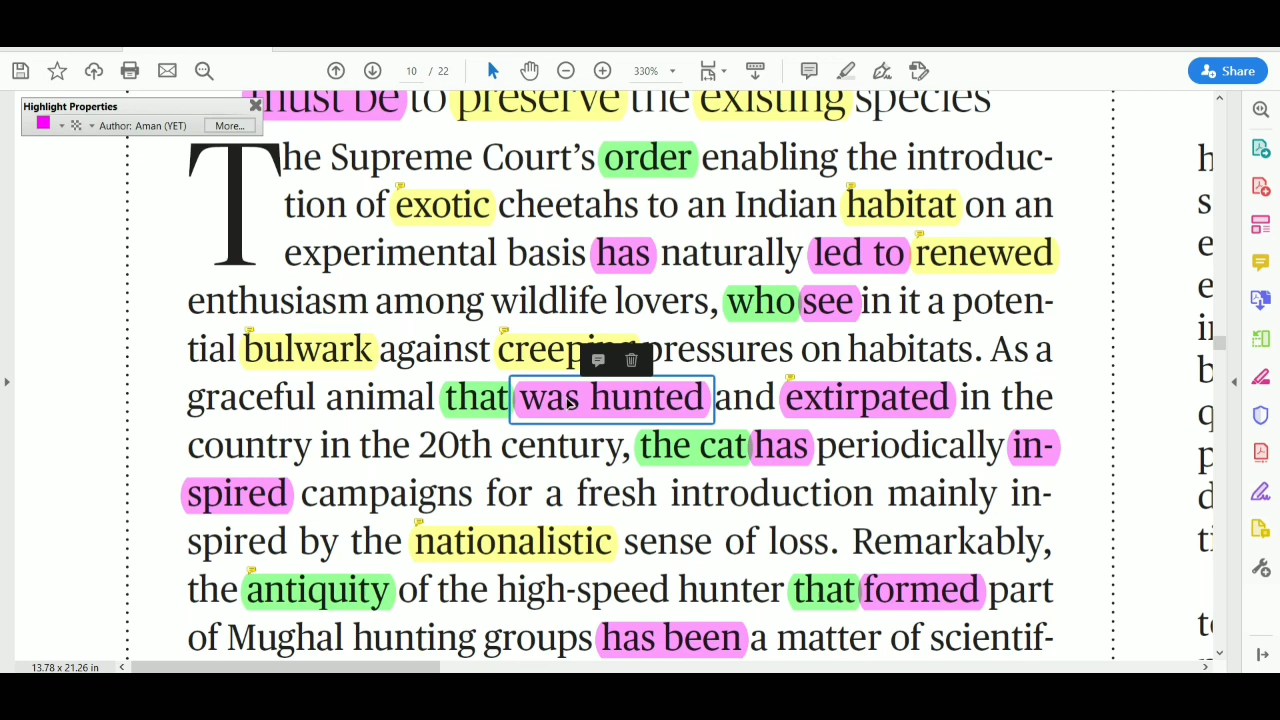 10 / 22
330%
Share
Highlight Properties
Author: Aman (YET) More...
must be to preserve the existing species
The Supreme Court's order enabling the introduc-
tion of exotic cheetahs to an Indian habitat on an
experimental basis has naturally led to renewed
enthusiasm among wildlife lovers, who see in it a poten-
tial bulwark against creeping pressures on habitats. As a
graceful animal that was hunted and extirpated in the
country in the 20th century, the cat has periodically in-
spired campaigns for a fresh introduction mainly in-
spired by the nationalistic sense of loss. Remarkably,
the antiquity of the high-speed hunter that formed part
of Mughal hunting groups has been a matter of scientif-
13.78 x 21.26 in